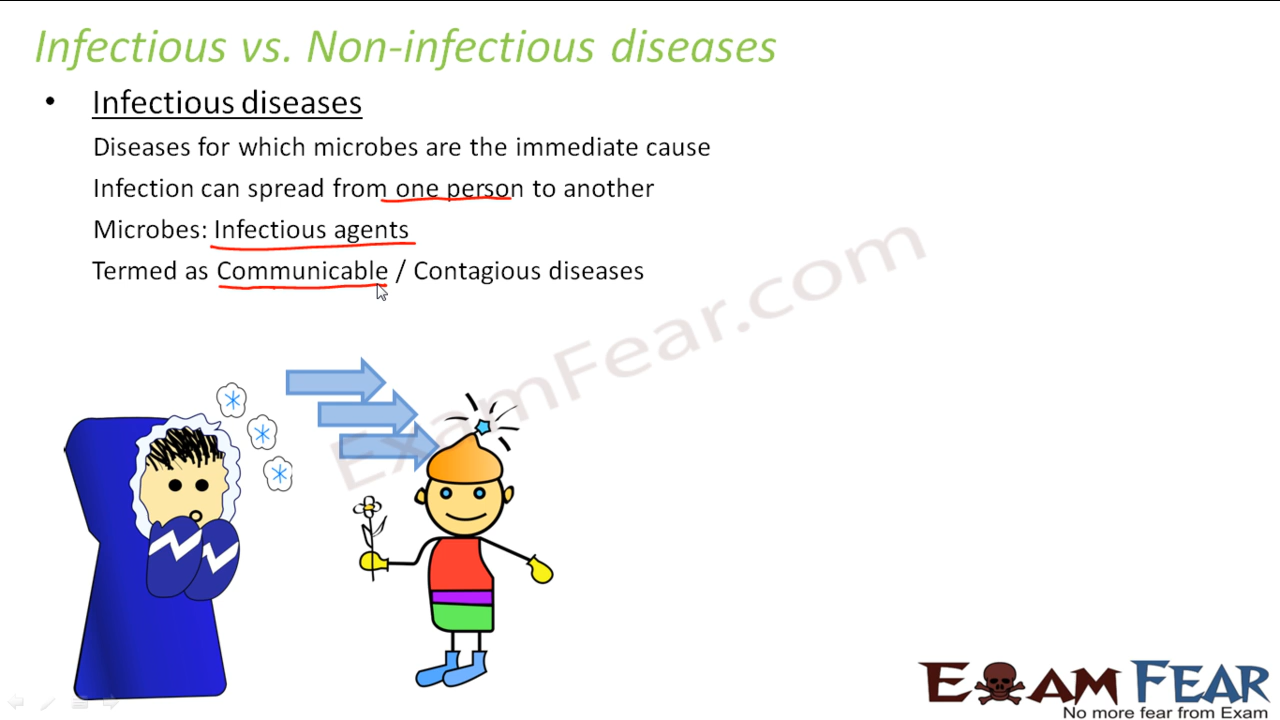 Infectious vs. Non-infectious diseases
• Infectious diseases
Diseases for which microbes are the immediate cause
Infection can spread from one person to another
Microbes: Infectious agents
Termed as Communicable / Contagious diseases
ExamFear.com
EXAM FEAR
No more fear from Exam